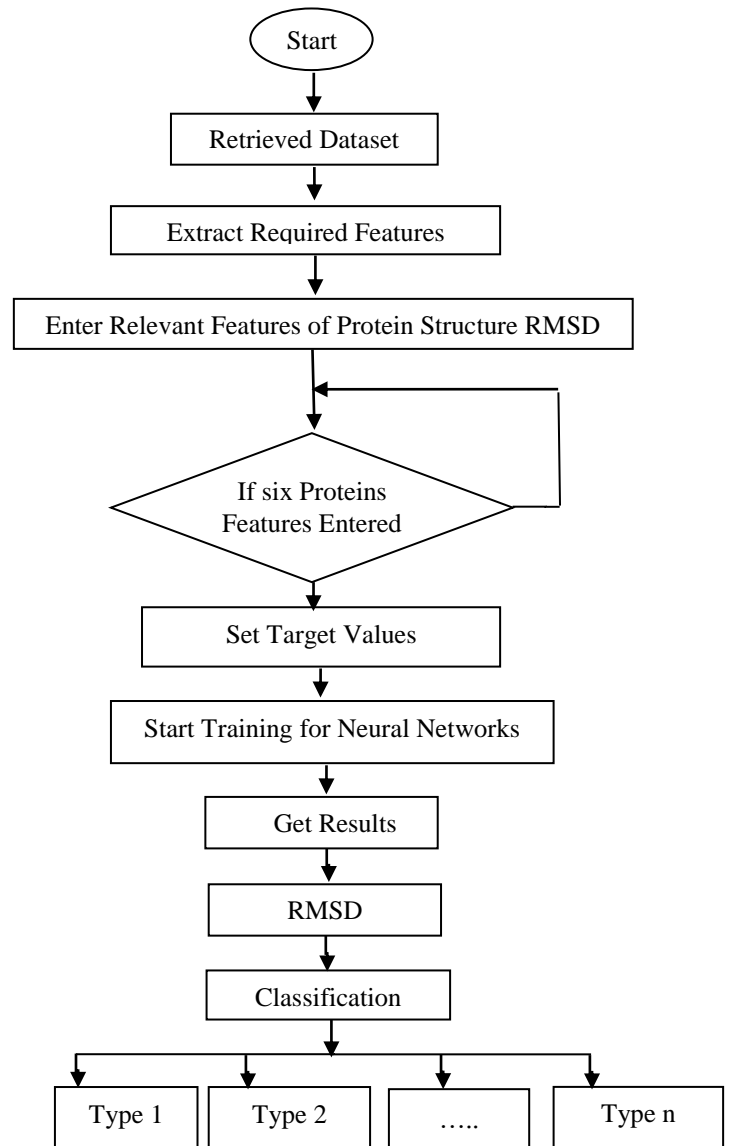 Start
Retrieved Dataset
Extract Required Features
Enter Relevant Features of Protein Structure RMSD
If six Proteins
Features Entered
Set Target Values
Start Training for Neural Networks
Get Results
RMSD
Classification
Type 1
Type 2
.....
Type n